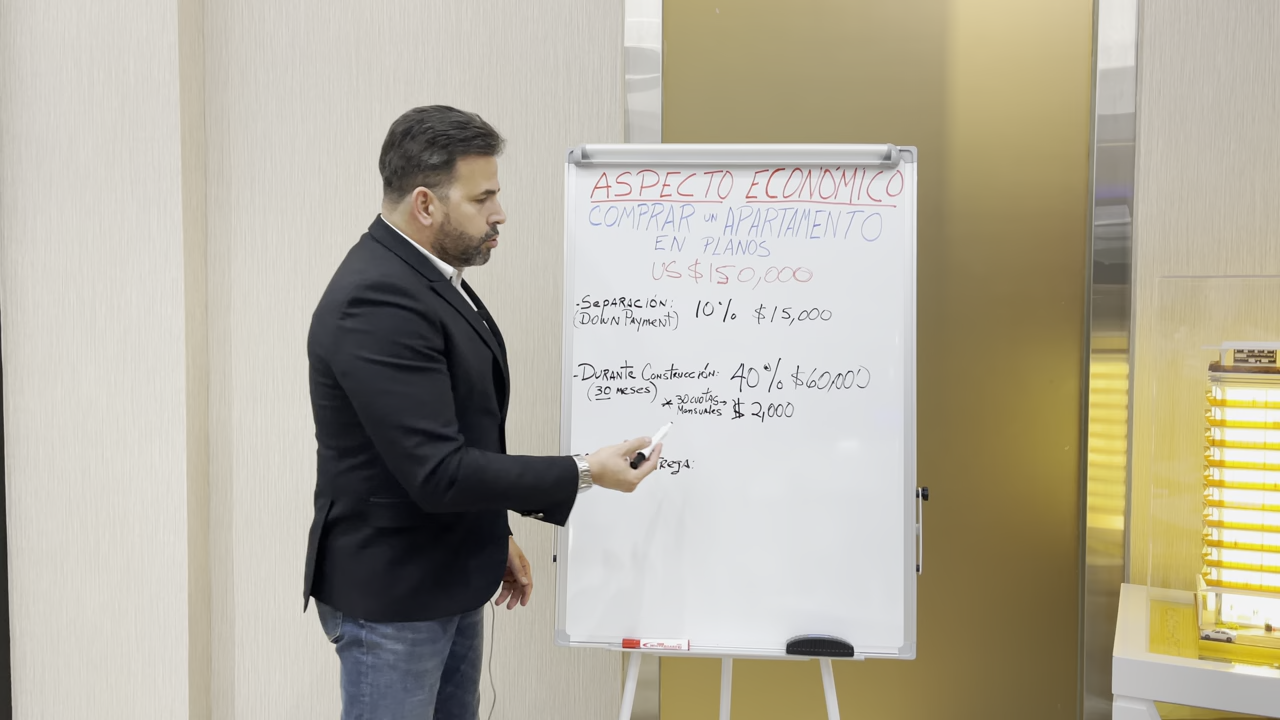 ASPECTO ECONÓMICO
COMPRAR un APARTAMENTO
EN PLANOS
US $150,000
-SEPARACIÓN: 10% $15,000
(DOWN PAYMENT)
-DURANTE CONSTRUCCIÓN: 40% $60,000
(30 MESES)
* 30 CUOTAS → $ 2,000
MENSUALES